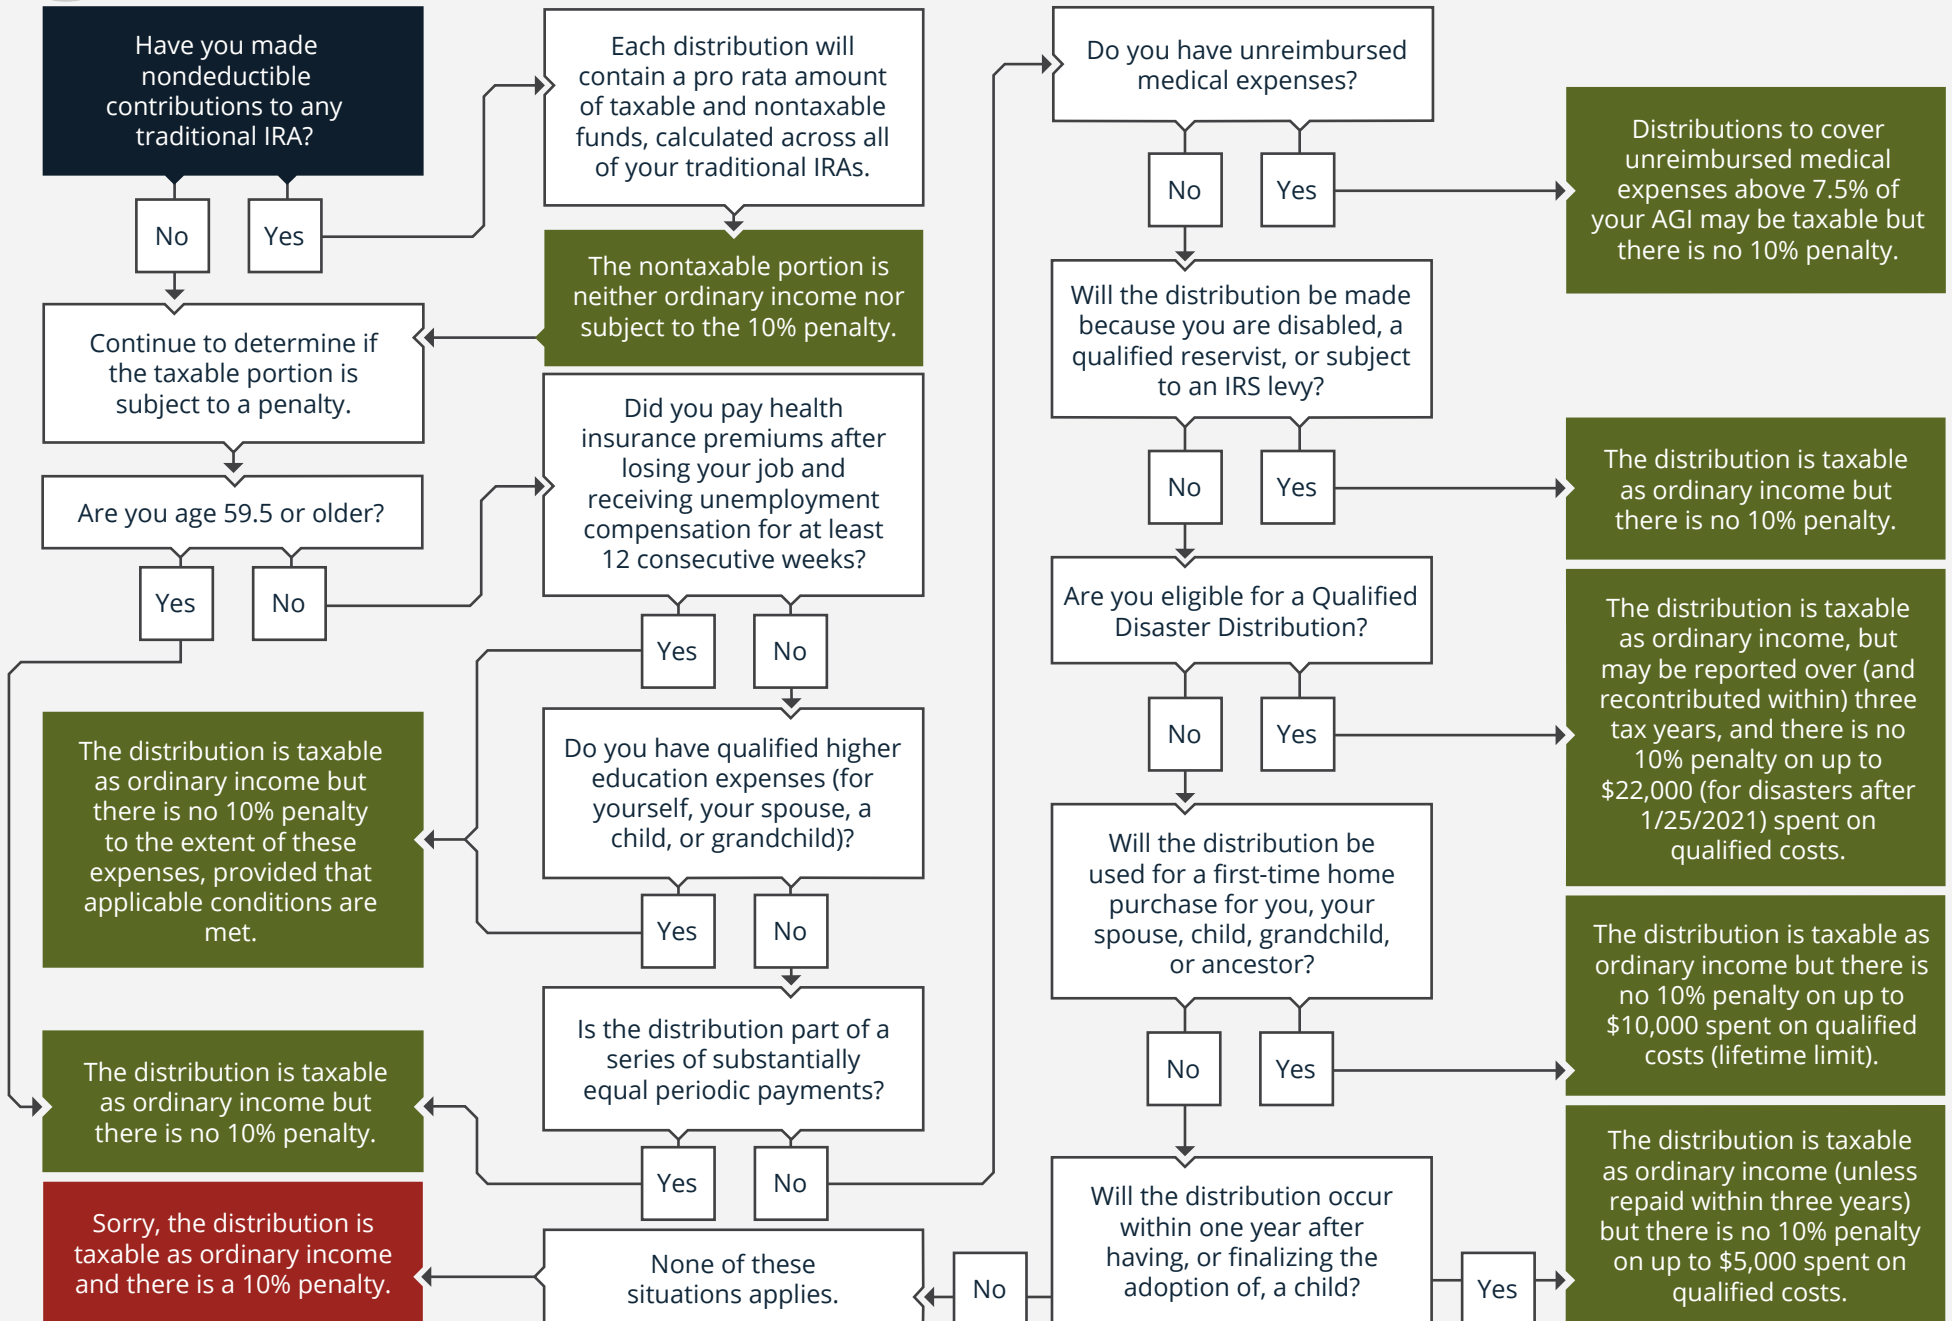 Have you made
nondeductible
contributions to any
traditional IRA?
No
Yes
Each distribution will
contain a pro rata amount
of taxable and nontaxable
funds, calculated across all
of your traditional IRAs.
The nontaxable portion is
neither ordinary income nor
subject to the 10% penalty.
Continue to determine if
the taxable portion is
subject to a penalty.
Are you age 59.5 or older?
Yes
No
Did you pay health
insurance premiums after
losing your job and
receiving unemployment
compensation for at least
12 consecutive weeks?
Yes
No
The distribution is taxable
as ordinary income but
there is no 10% penalty
to the extent of these
expenses, provided that
applicable conditions are
met.
Do you have qualified higher
education expenses (for
yourself, your spouse, a
child, or grandchild)?
Yes
No
Is the distribution part of a
series of substantially
equal periodic payments?
Yes
No
The distribution is taxable
as ordinary income but
there is no 10% penalty.
Sorry, the distribution is
taxable as ordinary income
and there is a 10% penalty.
None of these
situations applies.
Do you have unreimbursed
medical expenses?
No
Yes
Distributions to cover
unreimbursed medical
expenses above 7.5% of
your AGI may be taxable but
there is no 10% penalty.
Will the distribution be made
because you are disabled, a
qualified reservist, or subject
to an IRS levy?
No
Yes
The distribution is taxable
as ordinary income but
there is no 10% penalty.
Are you eligible for a Qualified
Disaster Distribution?
No
Yes
The distribution is taxable
as ordinary income, but
may be reported over (and
recontributed within) three
tax years, and there is no
10% penalty on up to
$22,000 (for disasters after
1/25/2021) spent on
qualified costs.
Will the distribution be
used for a first-time home
purchase for you, your
spouse, child, grandchild,
or ancestor?
No
Yes
The distribution is taxable as
ordinary income but there is
no 10% penalty on up to
$10,000 spent on qualified
costs (lifetime limit).
Will the distribution occur
within one year after
having, or finalizing the
adoption of, a child?
No
Yes
The distribution is taxable
as ordinary income (unless
repaid within three years)
but there is no 10% penalty
on up to $5,000 spent on
qualified costs.